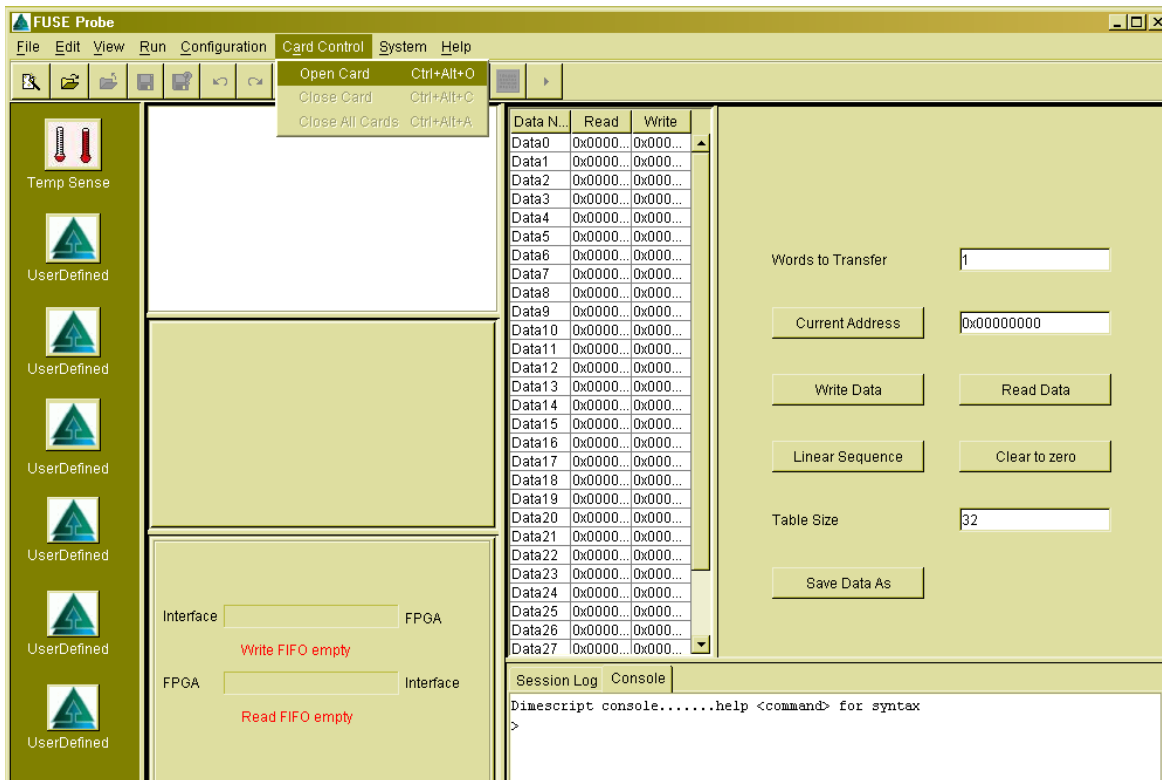 FUSE Probe
File Edit View Run Configuration Card Control System Help
Open Card Ctrl+Alt+O
Close Card Ctrl+Alt+C
Close All Cards Ctrl+Alt+A
Temp Sense
UserDefined
UserDefined
UserDefined
UserDefined
UserDefined
UserDefined
UserDefined
Interface FPGA
Write FIFO empty
FPGA Interface
Read FIFO empty
Data N... Read Write
Data0 0x0000... 0x000...
Data1 0x0000... 0x000...
Data2 0x0000... 0x000...
Data3 0x0000... 0x000...
Data4 0x0000... 0x000...
Data5 0x0000... 0x000...
Data6 0x0000... 0x000...
Data7 0x0000... 0x000...
Data8 0x0000... 0x000...
Data9 0x0000... 0x000...
Data10 0x0000... 0x000...
Data11 0x0000... 0x000...
Data12 0x0000... 0x000...
Data13 0x0000... 0x000...
Data14 0x0000... 0x000...
Data15 0x0000... 0x000...
Data16 0x0000... 0x000...
Data17 0x0000... 0x000...
Data18 0x0000... 0x000...
Data19 0x0000... 0x000...
Data20 0x0000... 0x000...
Data21 0x0000... 0x000...
Data22 0x0000... 0x000...
Data23 0x0000... 0x000...
Data24 0x0000... 0x000...
Data25 0x0000... 0x000...
Data26 0x0000... 0x000...
Data27 0x0000... 0x000...
Words to Transfer 1
Current Address 0x00000000
Write Data Read Data
Linear Sequence Clear to zero
Table Size 32
Save Data As
Session Log Console
Dimescript console.......help <command> for syntax
>